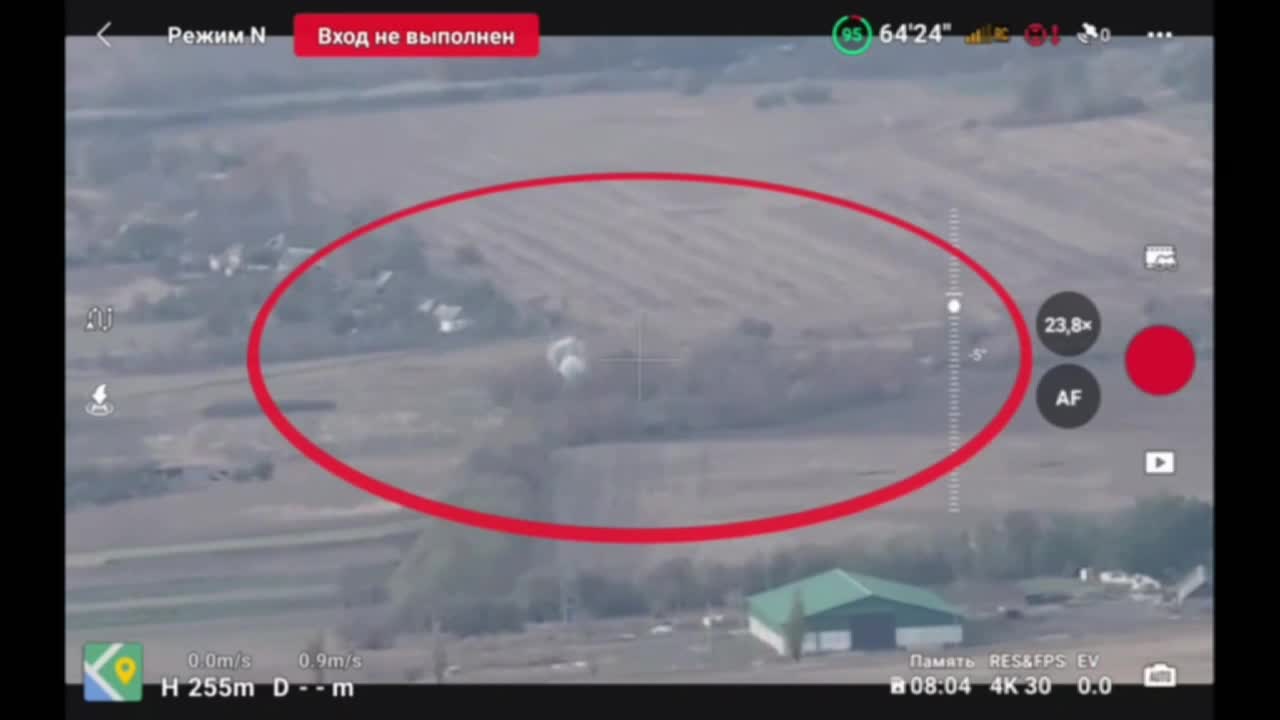 Режим N
Вход не выполнен
95
64'24"
RC
0
-5°
23,8×
AF
0.0m/s 0.9m/s
H 255m D - - m
Память RES&FPS EV
08:04 4K 30 0.0
AUTO